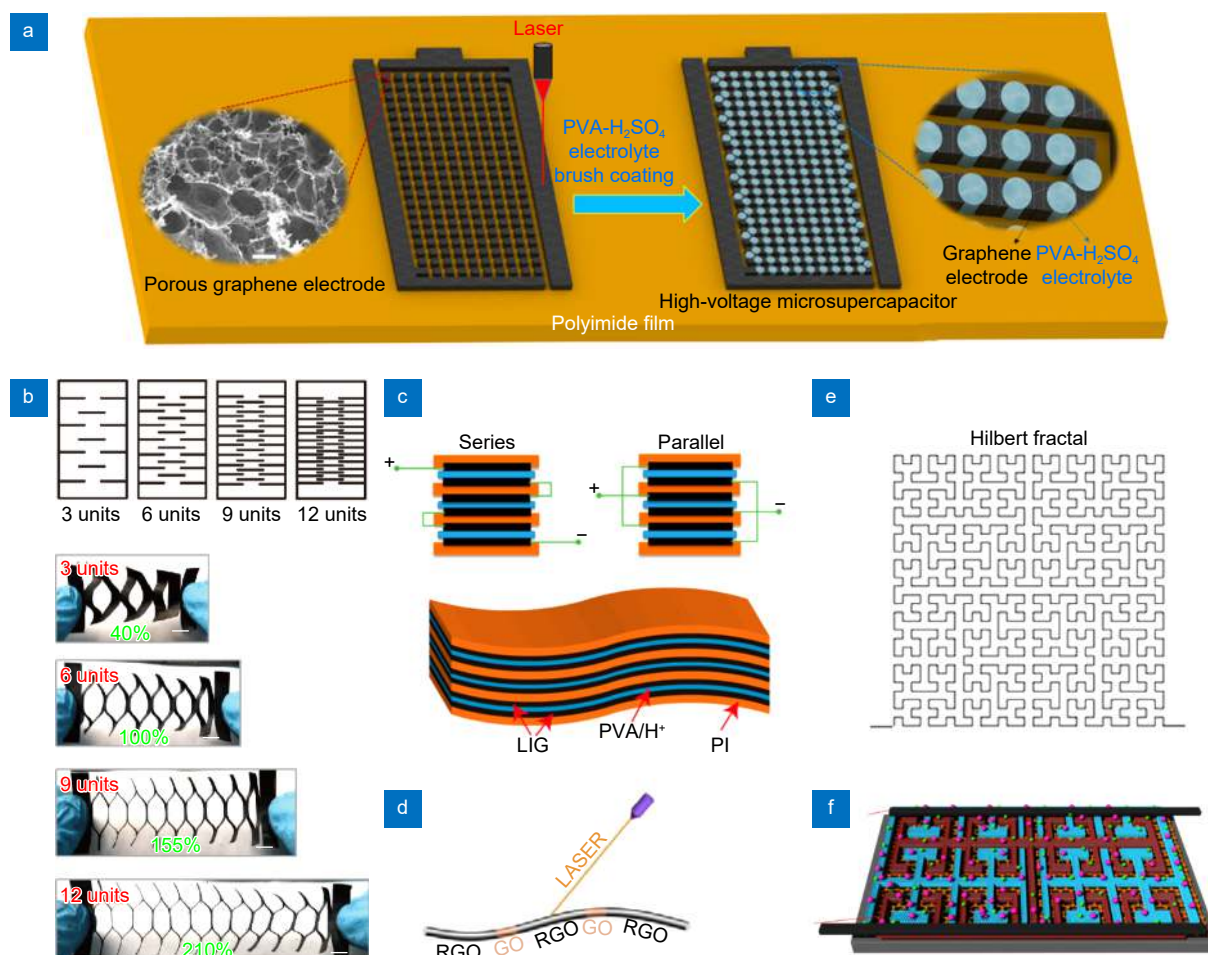 a
Laser
PVA-H₂SO₄
electrolyte
brush coating
Porous graphene electrode
Graphene
electrode
PVA-H₂SO₄
electrolyte
High-voltage microsupercapacitor
Polyimide film
b
3 units
6 units
9 units
12 units
3 units
40%
6 units
100%
9 units
155%
12 units
210%
c
Series
Parallel
+
−
+
−
LIG
PVA/H⁺
PI
d
LASER
RGO
GO
RGO
GO
RGO
e
Hilbert fractal
f